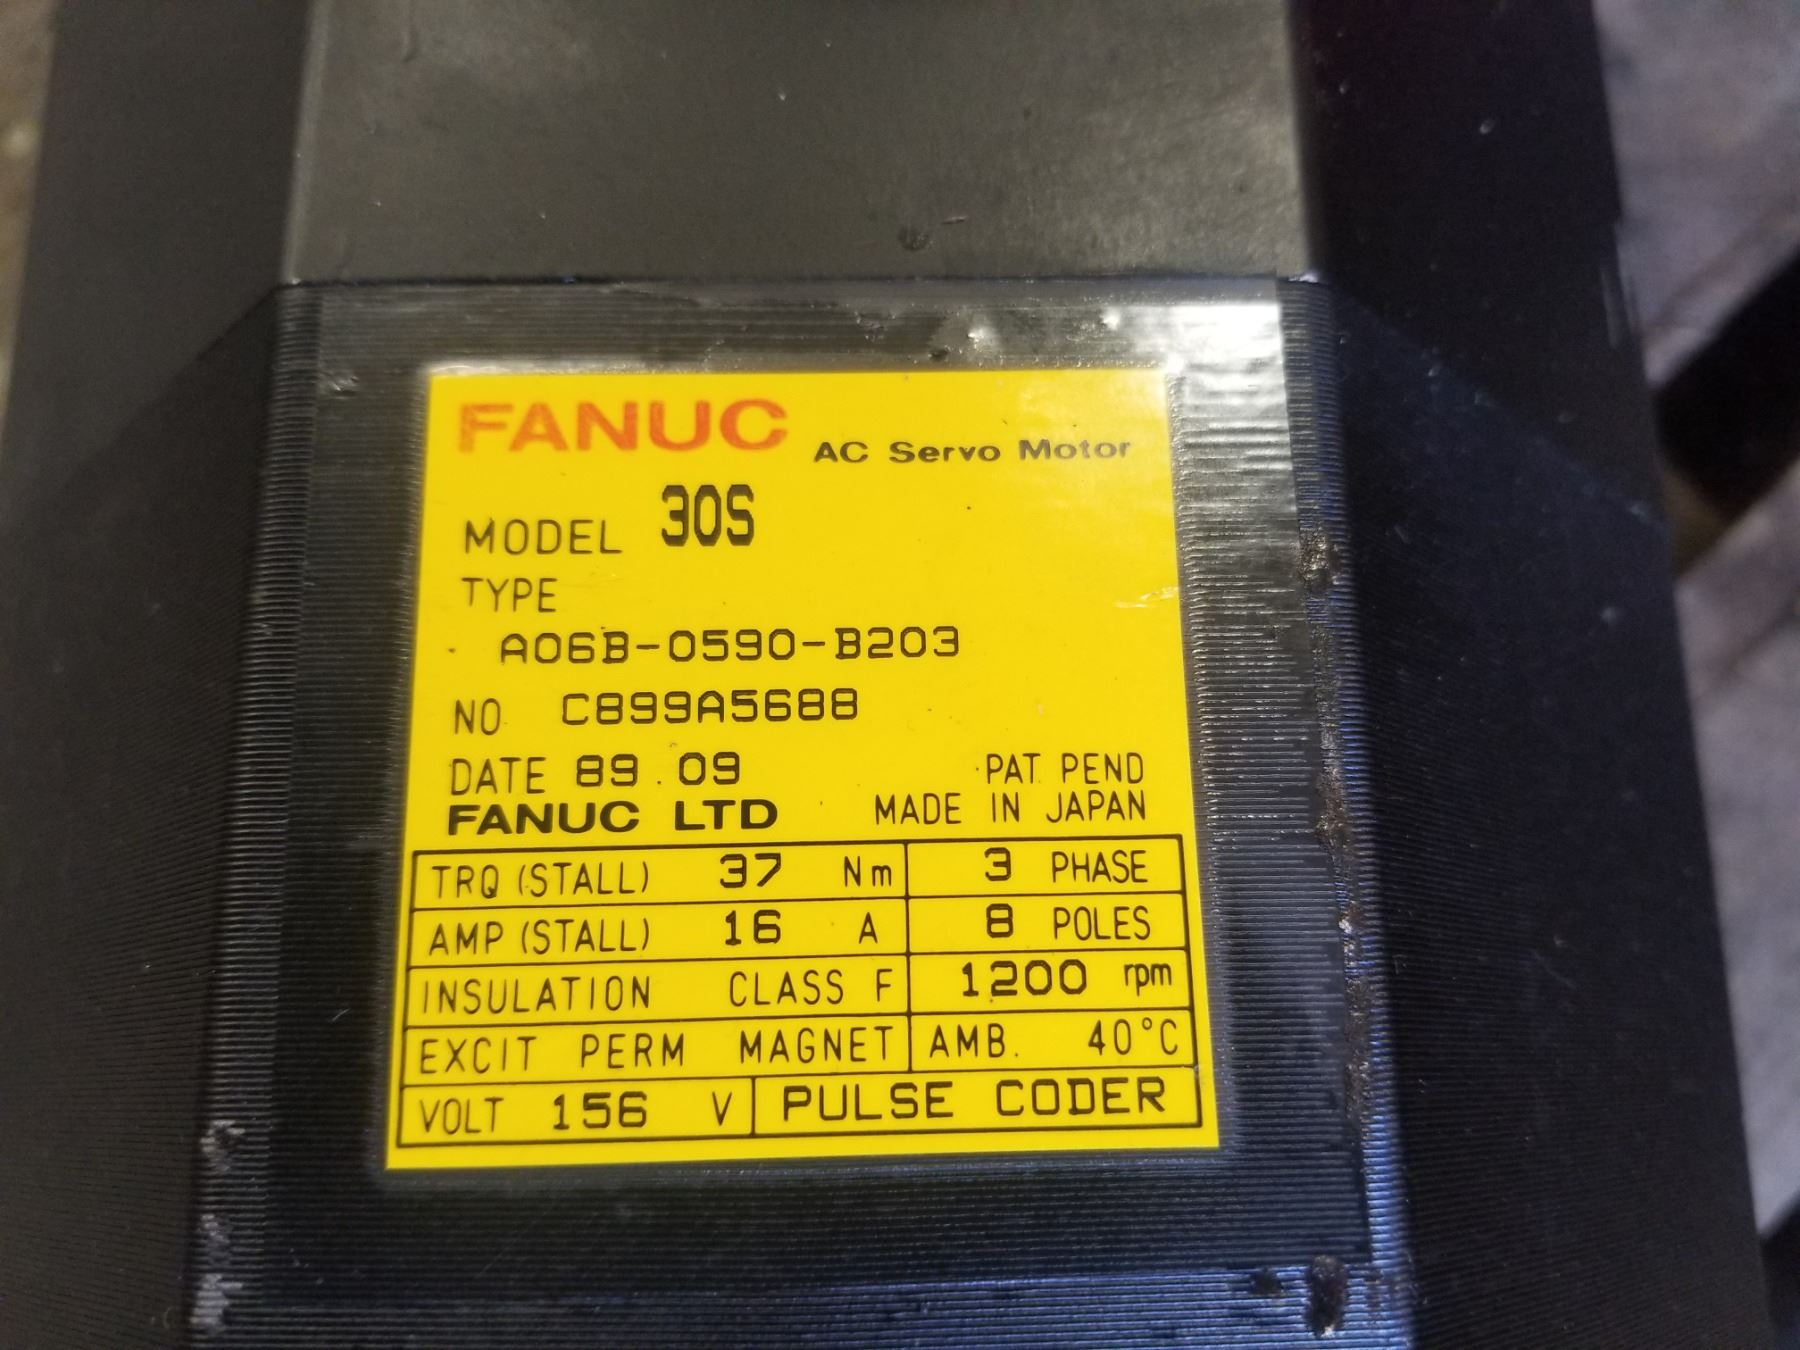 FANUC AC Servo Motor
MODEL 30S
TYPE
A06B-0590-B203
NO C899A5688
DATE 89.09 PAT. PEND
FANUC LTD MADE IN JAPAN
TRQ (STALL) 37 Nm 3 PHASE
AMP (STALL) 16 A 8 POLES
INSULATION CLASS F 1200 rpm
EXCIT PERM MAGNET AMB. 40°C
VOLT 156 V PULSE CODER